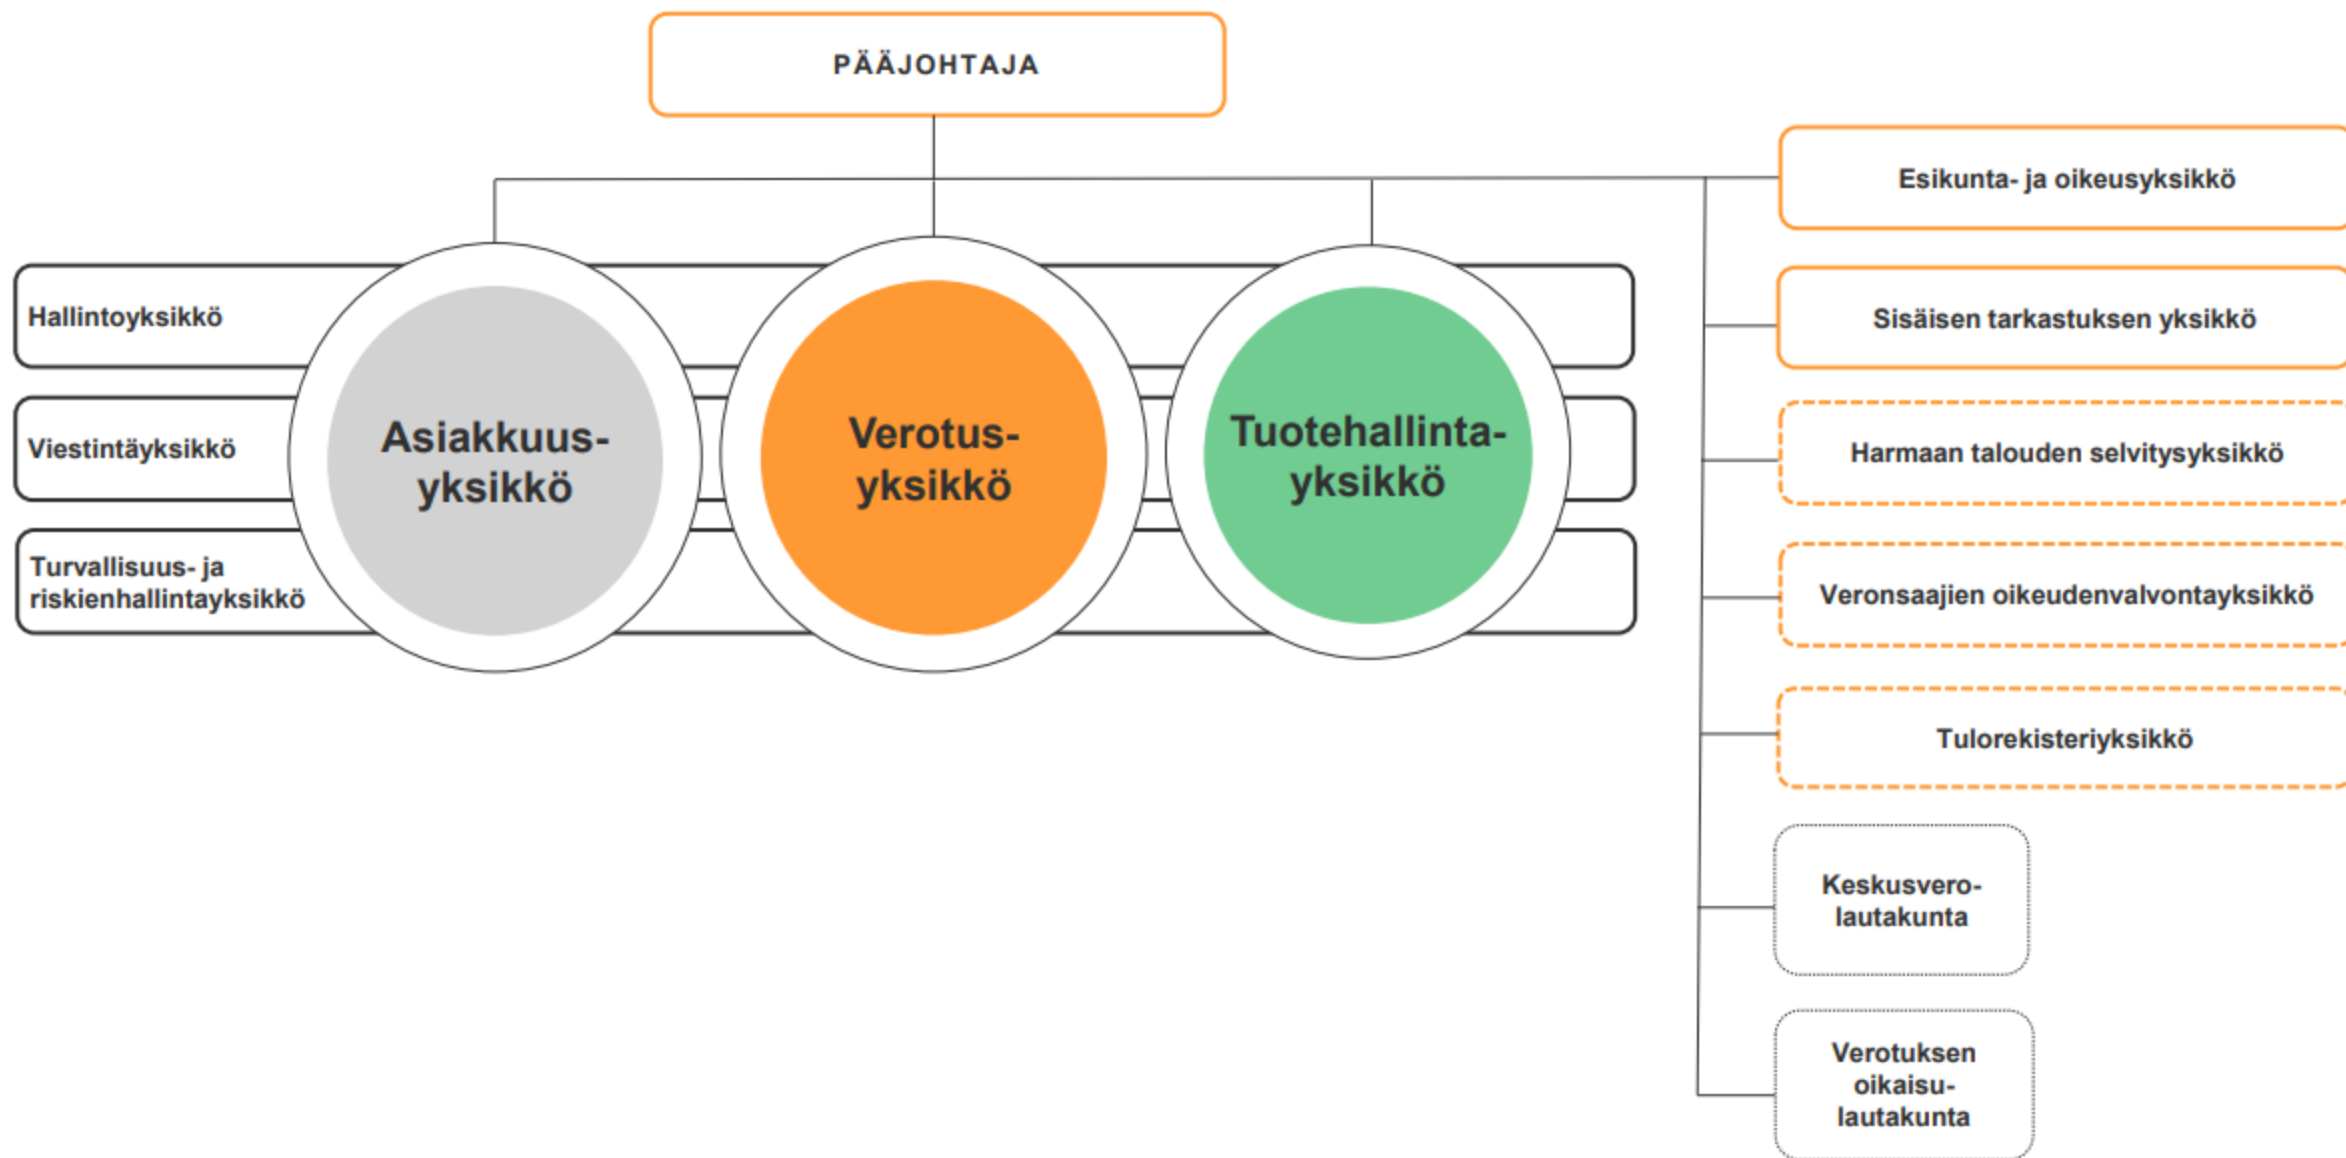 PÄÄJOHTAJA
Esikunta- ja oikeusyksikkö
Sisäisen tarkastuksen yksikkö
Harmaan talouden selvitysyksikkö
Veronsaajien oikeudenvalvontayksikkö
Tulorekisteriyksikkö
Keskusvero-
lautakunta
Verotuksen
oikaisu-
lautakunta
Hallintoyksikkö
Viestintäyksikkö
Turvallisuus- ja
riskienhallintayksikkö
Asiakkuus-
yksikkö
Verotus-
yksikkö
Tuotehallinta-
yksikkö